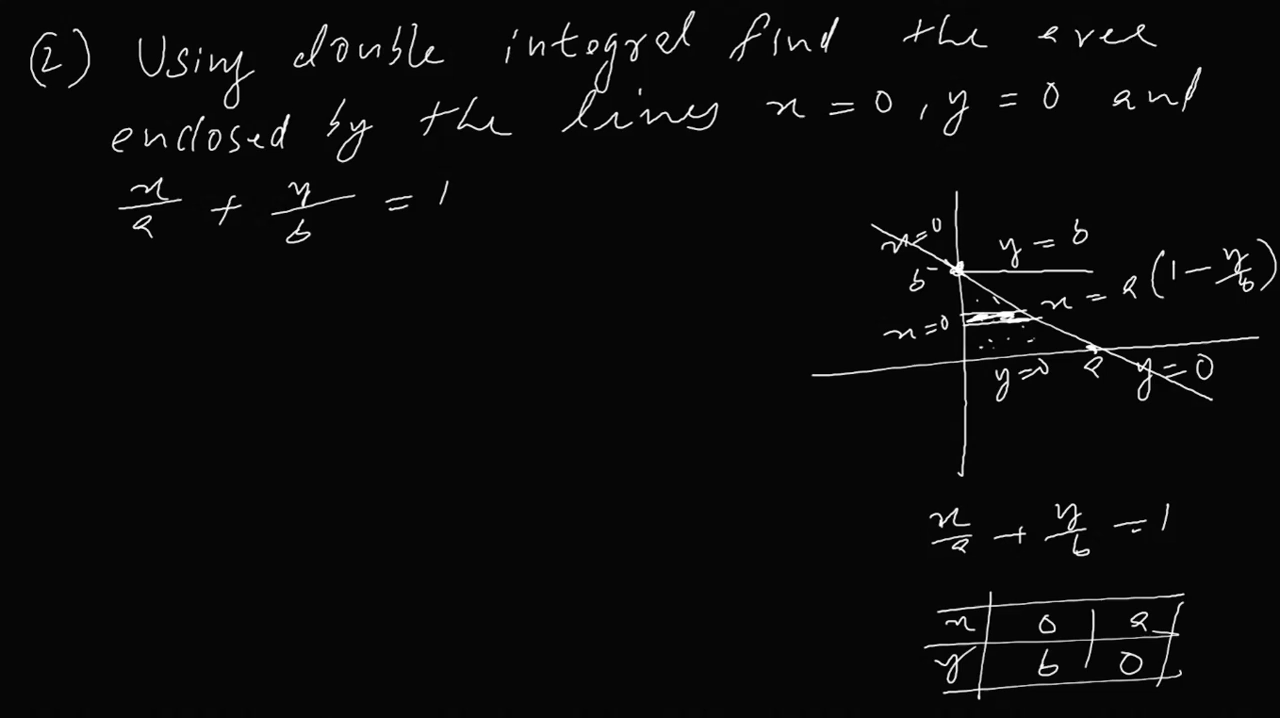 (2) Using double integral find the area
enclosed by the lines x = 0, y = 0 and
x/a + y/b = 1
x=0
y = b
b
x = a(1 - y/b)
x=0
y=0
a
y=0
x/a + y/b = 1
x 0 a
y b 0